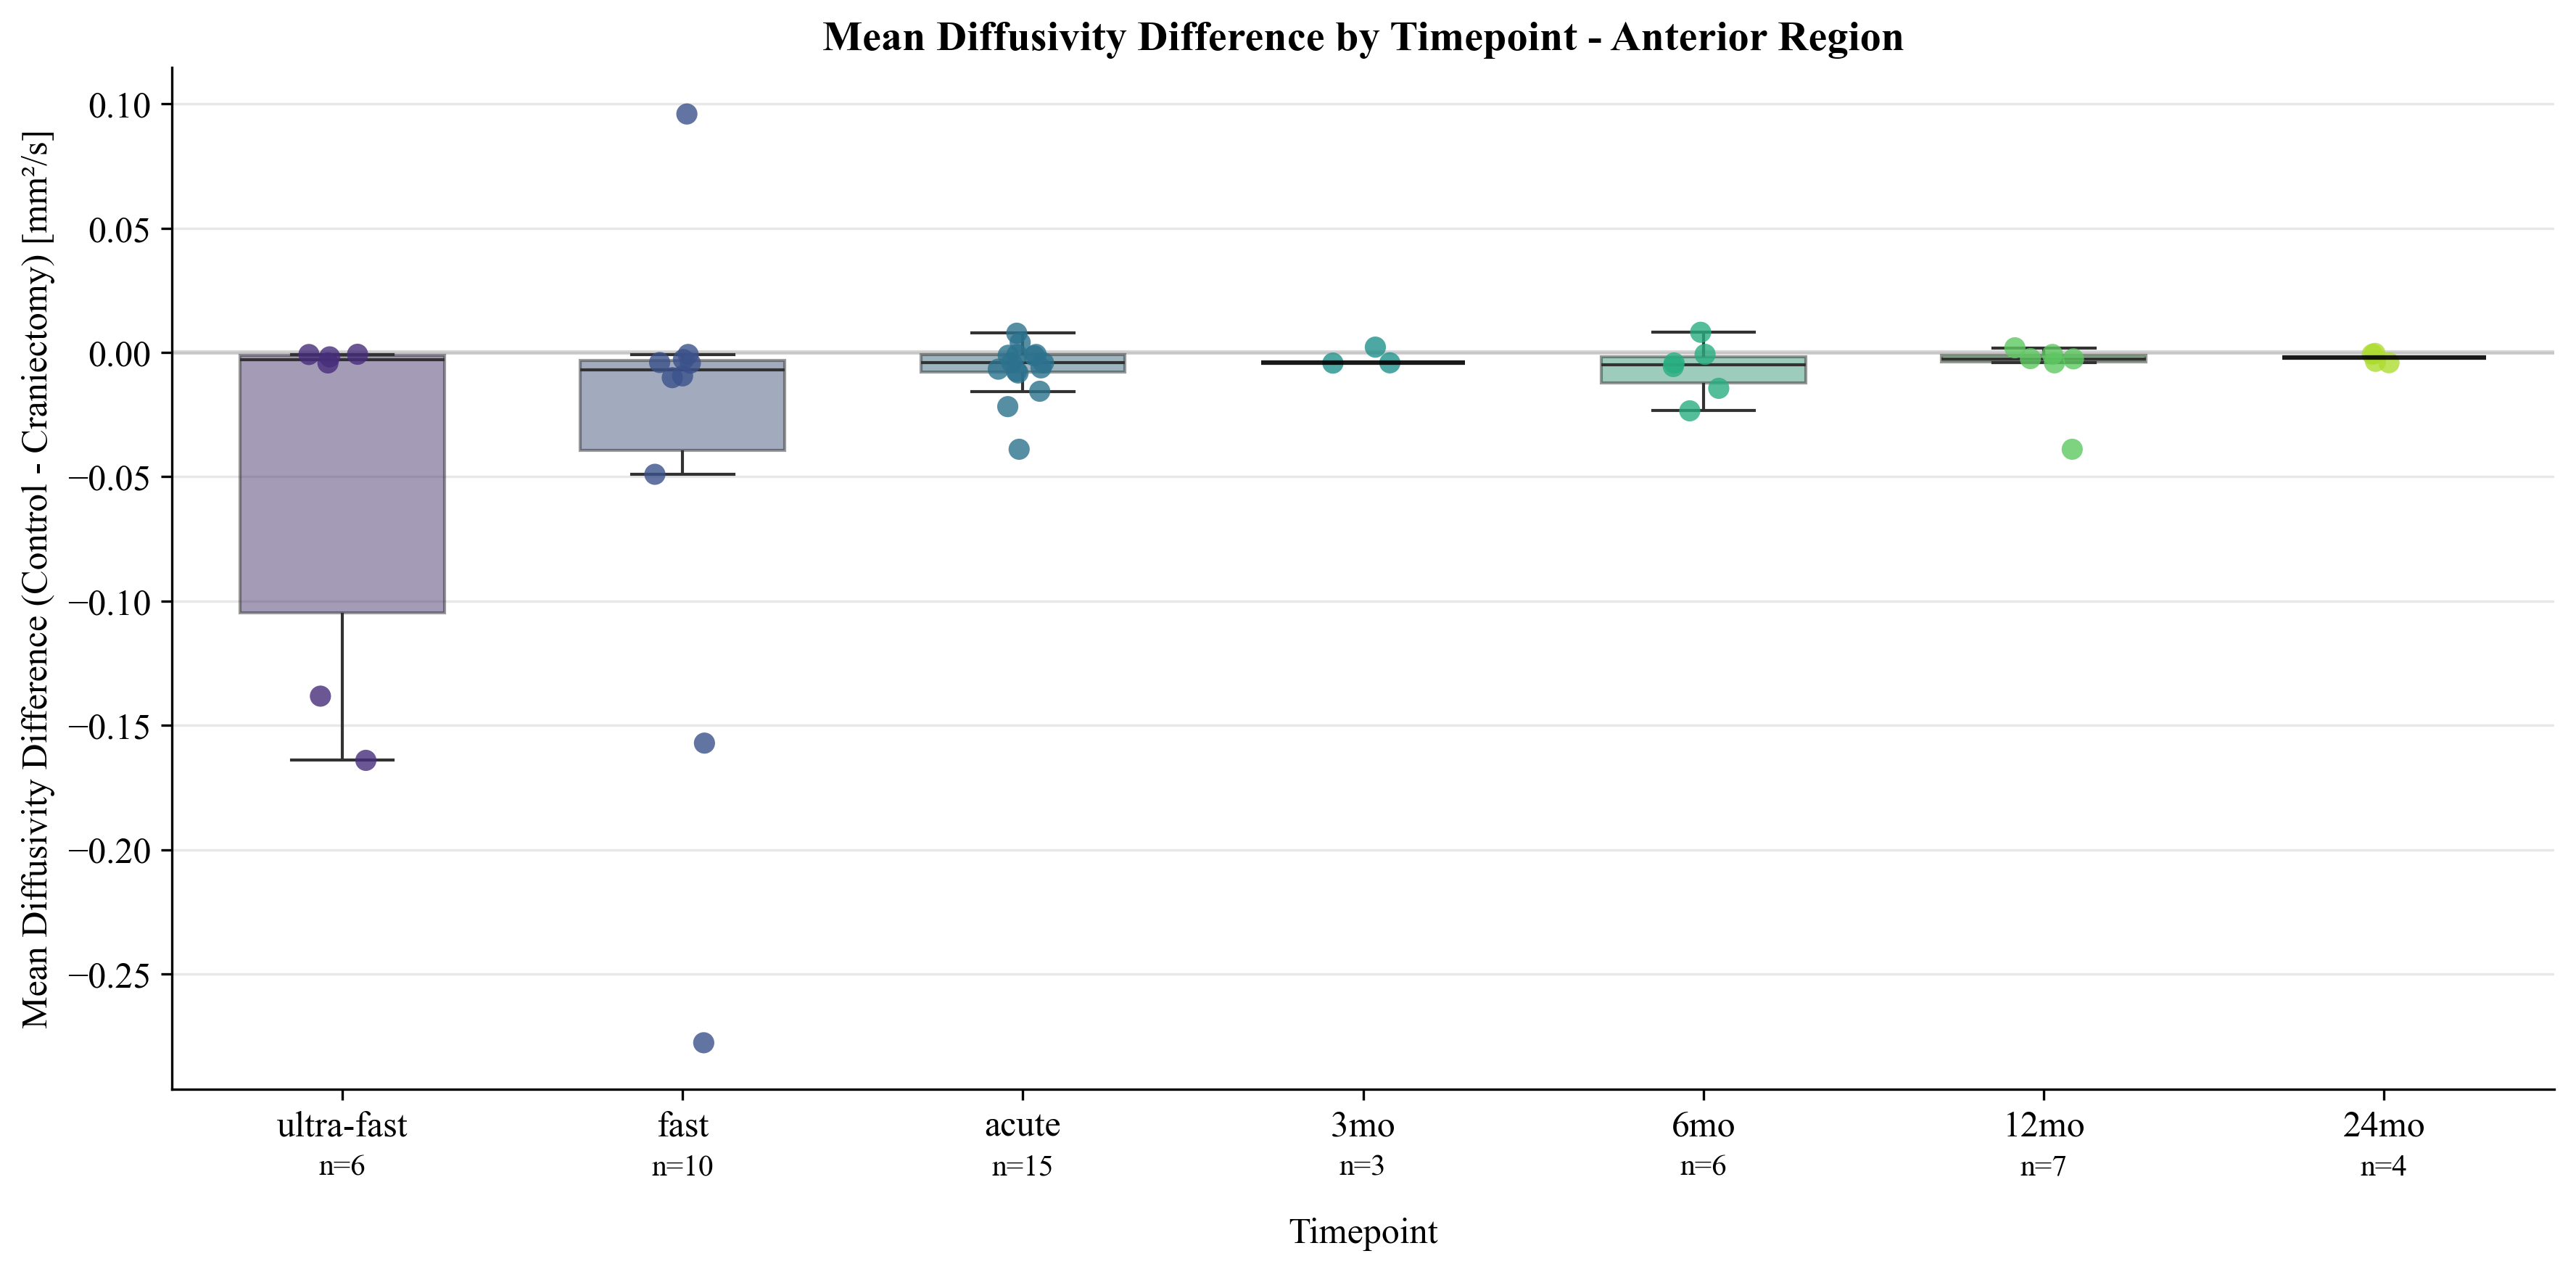 Mean Diffusivity Difference by Timepoint - Anterior Region
Mean Diffusivity Difference (Control - Craniectomy) [mm²/s]
0.10
0.05
0.00
−0.05
−0.10
−0.15
−0.20
−0.25
ultra-fast fast acute 3mo 6mo 12mo 24mo
n=6 n=10 n=15 n=3 n=6 n=7 n=4
Timepoint